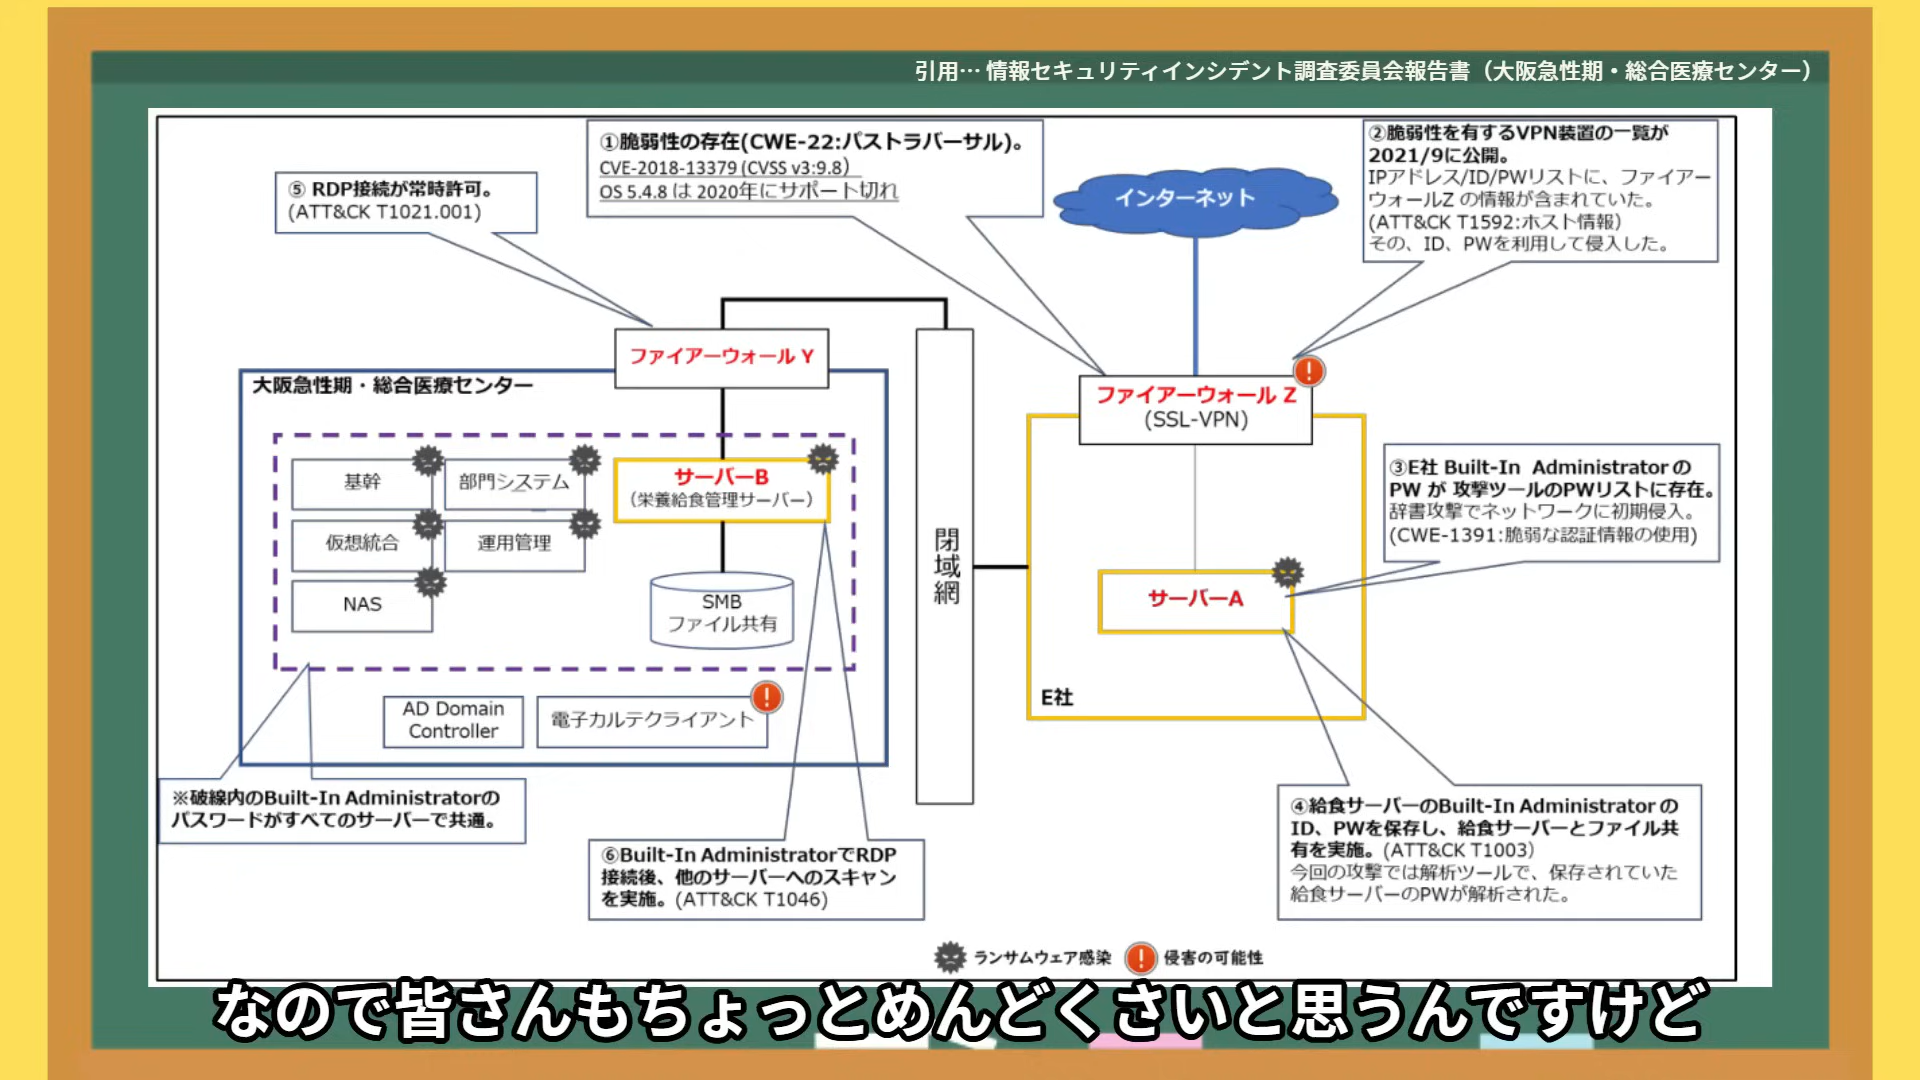 引用… 情報セキュリティインシデント調査委員会報告書（大阪急性期・総合医療センター）
①脆弱性の存在(CWE-22:パストラバーサル)。
CVE-2018-13379 (CVSS v3:9.8）
OS 5.4.8 は 2020年にサポート切れ
②脆弱性を有するVPN装置の一覧が
2021/9に公開。
IPアドレス/ID/PWリストに、ファイアー
ウォールZ の情報が含まれていた。
(ATT&CK T1592:ホスト情報)
その、ID、PWを利用して侵入した。
⑤ RDP接続が常時許可。
(ATT&CK T1021.001)
インターネット
ファイアーウォール Y
ファイアーウォール Z
(SSL-VPN)
大阪急性期・総合医療センター
基幹
部門システム
サーバーB
（栄養給食管理サーバー）
仮想統合
運用管理
NAS
SMB
ファイル共有
閉域網
③E社 Built-In Administrator の
PW が 攻撃ツールのPWリストに存在。
辞書攻撃でネットワークに初期侵入。
(CWE-1391:脆弱な認証情報の使用)
サーバーA
E社
AD Domain
Controller
電子カルテクライアント
※破線内のBuilt-In Administratorの
パスワードがすべてのサーバーで共通。
⑥Built-In AdministratorでRDP
接続後、他のサーバーへのスキャン
を実施。(ATT&CK T1046)
④給食サーバーのBuilt-In Administrator の
ID、PWを保存し、給食サーバーとファイル共
有を実施。(ATT&CK T1003)
今回の攻撃では解析ツールで、保存されていた
給食サーバーのPWが解析された。
ランサムウェア感染
侵害の可能性
なので皆さんもちょっとめんどくさいと思うんですけど